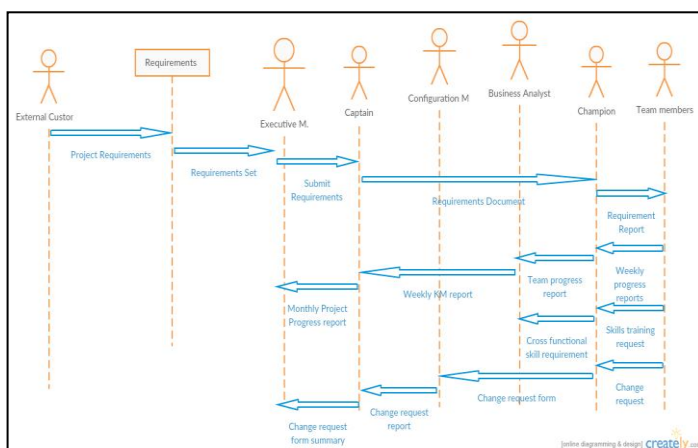 External Custor
Requirements
Executive M.
Captain
Configuration M
Business Analyst
Champion
Team members
Project Requirements
Requirements Set
Submit
Requirements
Requirements Document
Requirement
Report
Weekly
progress
reports
Team progress
report
Weekly KM report
Monthly Project
Progress report
Skills training
request
Cross functional
skill requirement
Change
request
Change request form
Change request
report
Change request
form summary
[online diagramming & design] creately.com